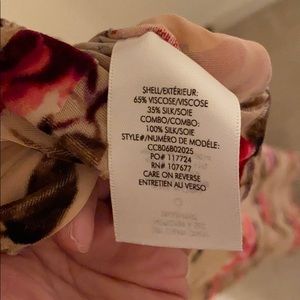 SHELL/EXTÉRIEUR:
65% VISCOSE/VISCOSE
35% SILK/SOIE
COMBO/COMBO:
100% SILK/SOIE
STYLE#/NUMÉRO DE MODÈLE:
CC806B02025
PO# 117724
RN# 107677
CARE ON REVERSE
ENTRETIEN AU VERSO